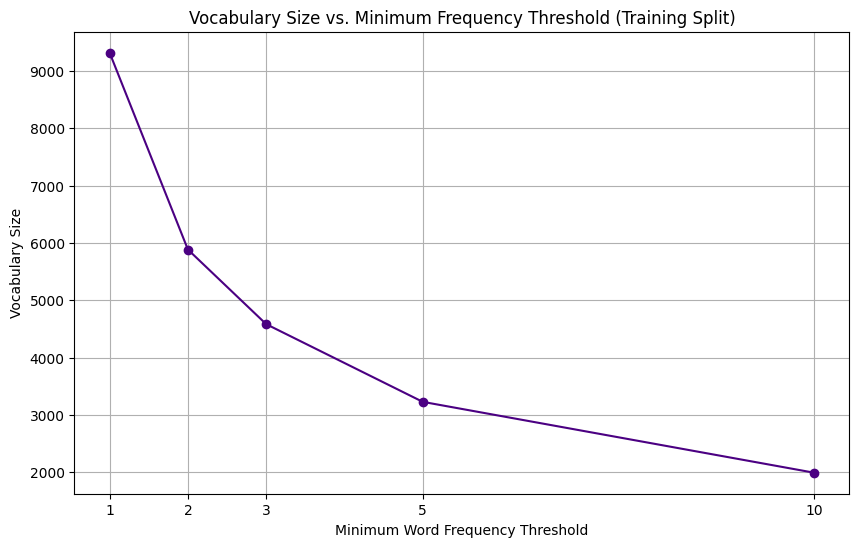 Vocabulary Size vs. Minimum Frequency Threshold (Training Split)
Vocabulary Size
9000
8000
7000
6000
5000
4000
3000
2000
1 2 3 5 10
Minimum Word Frequency Threshold